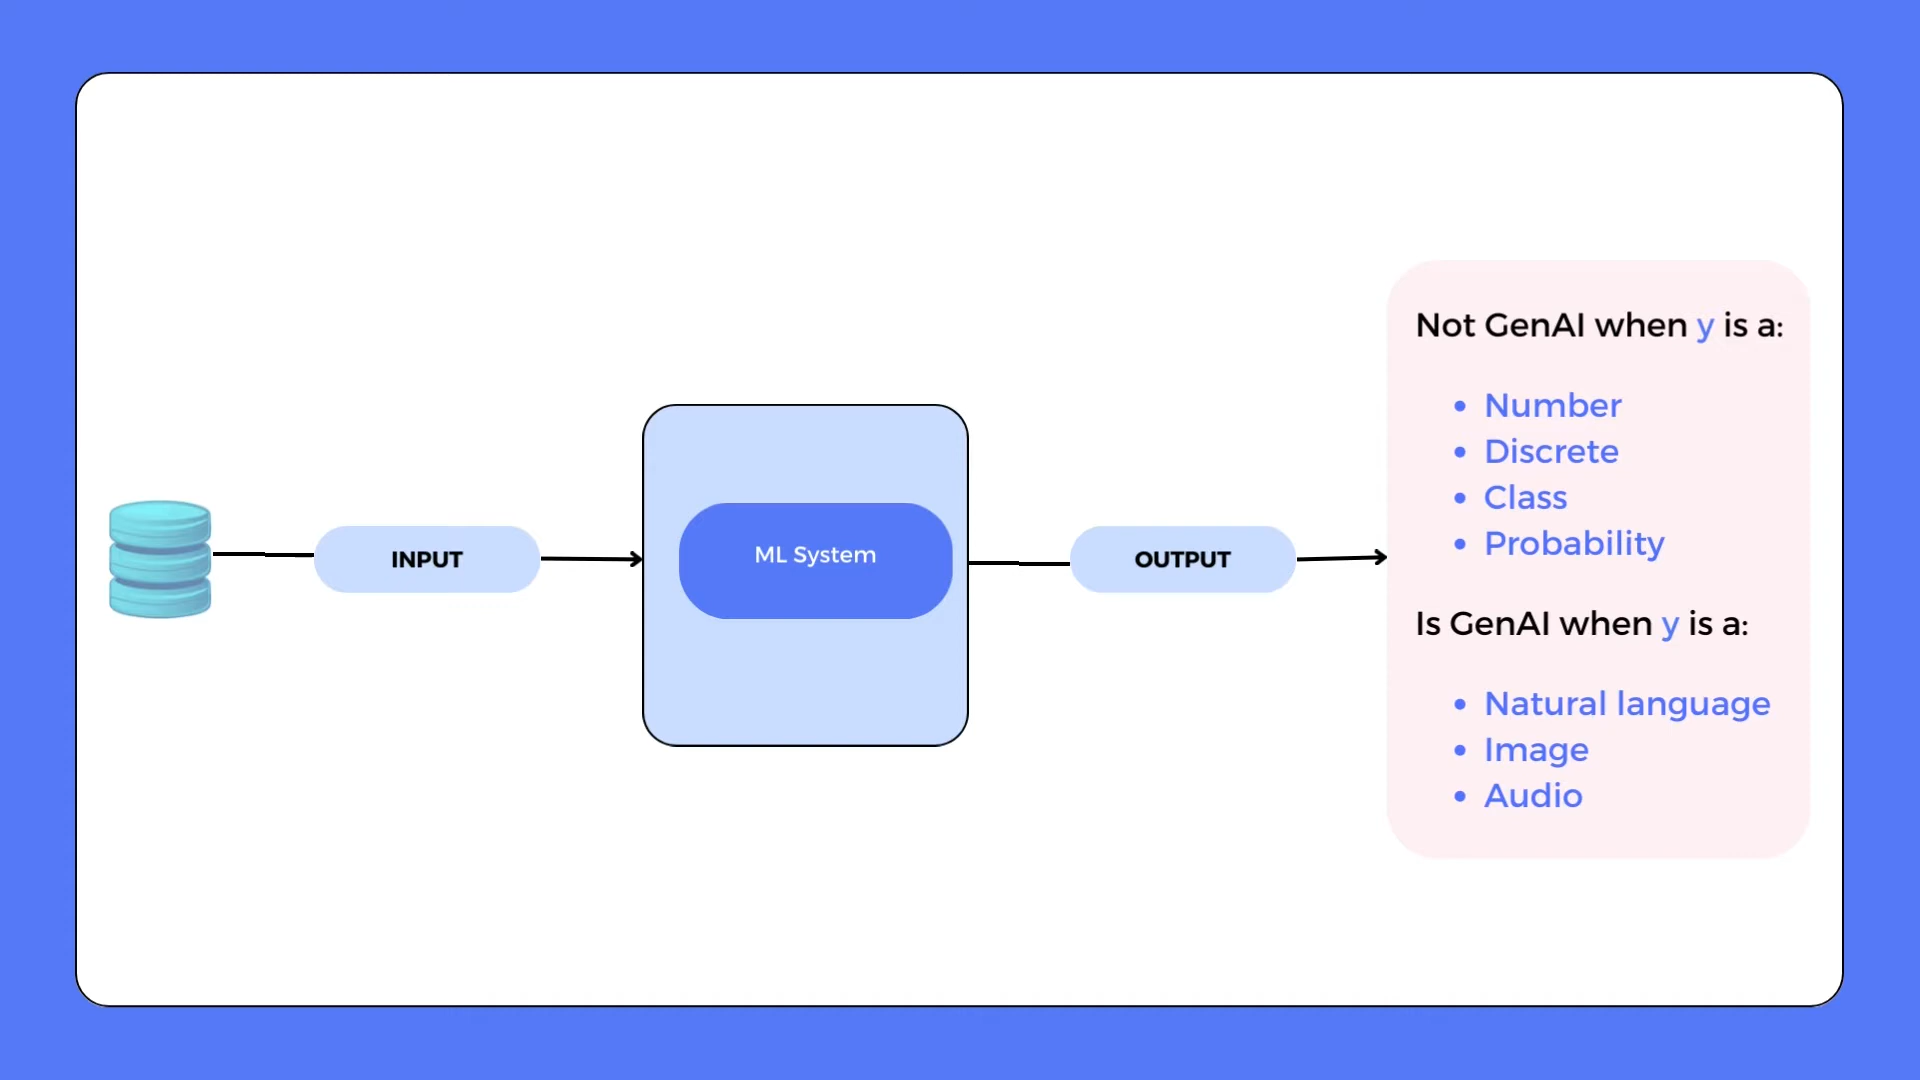 INPUT
ML System
OUTPUT
Not GenAI when y is a:
• Number
• Discrete
• Class
• Probability
Is GenAI when y is a:
• Natural language
• Image
• Audio